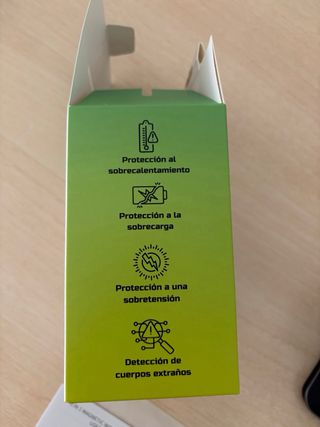 Protección al
sobrecalentamiento
Protección a la
sobrecarga
Protección a una
sobretensión
Detección de
cuerpos extraños